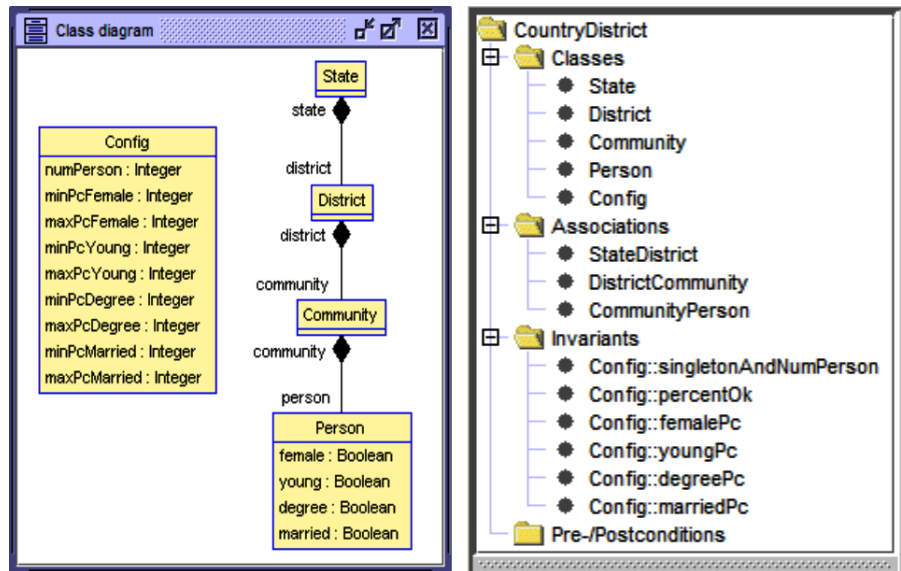 Class diagram
State
state
district
District
district
community
Community
community
person
Person
female : Boolean
young : Boolean
degree : Boolean
married : Boolean
Config
numPerson : Integer
minPcFemale : Integer
maxPcFemale : Integer
minPcYoung : Integer
maxPcYoung : Integer
minPcDegree : Integer
maxPcDegree : Integer
minPcMarried : Integer
maxPcMarried : Integer
CountryDistrict
Classes
State
District
Community
Person
Config
Associations
StateDistrict
DistrictCommunity
CommunityPerson
Invariants
Config::singletonAndNumPerson
Config::percentOk
Config::femalePc
Config::youngPc
Config::degreePc
Config::marriedPc
Pre-/Postconditions